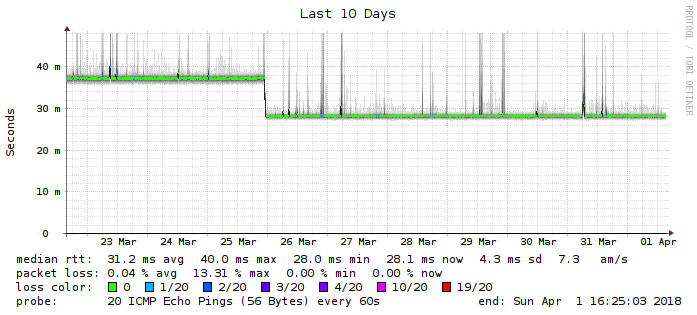 Last 10 Days
RRDTOOL / TOBI OETIKER
Seconds
40 m
30 m
20 m
10 m
0
23 Mar 24 Mar 25 Mar 26 Mar 27 Mar 28 Mar 29 Mar 30 Mar 31 Mar 01 Apr
median rtt: 31.2 ms avg 40.0 ms max 28.0 ms min 28.1 ms now 4.3 ms sd 7.3 am/s
packet loss: 0.04 % avg 13.31 % max 0.00 % min 0.00 % now
loss color: 0 1/20 2/20 3/20 4/20 10/20 19/20
probe: 20 ICMP Echo Pings (56 Bytes) every 60s end: Sun Apr 1 16:25:03 2018